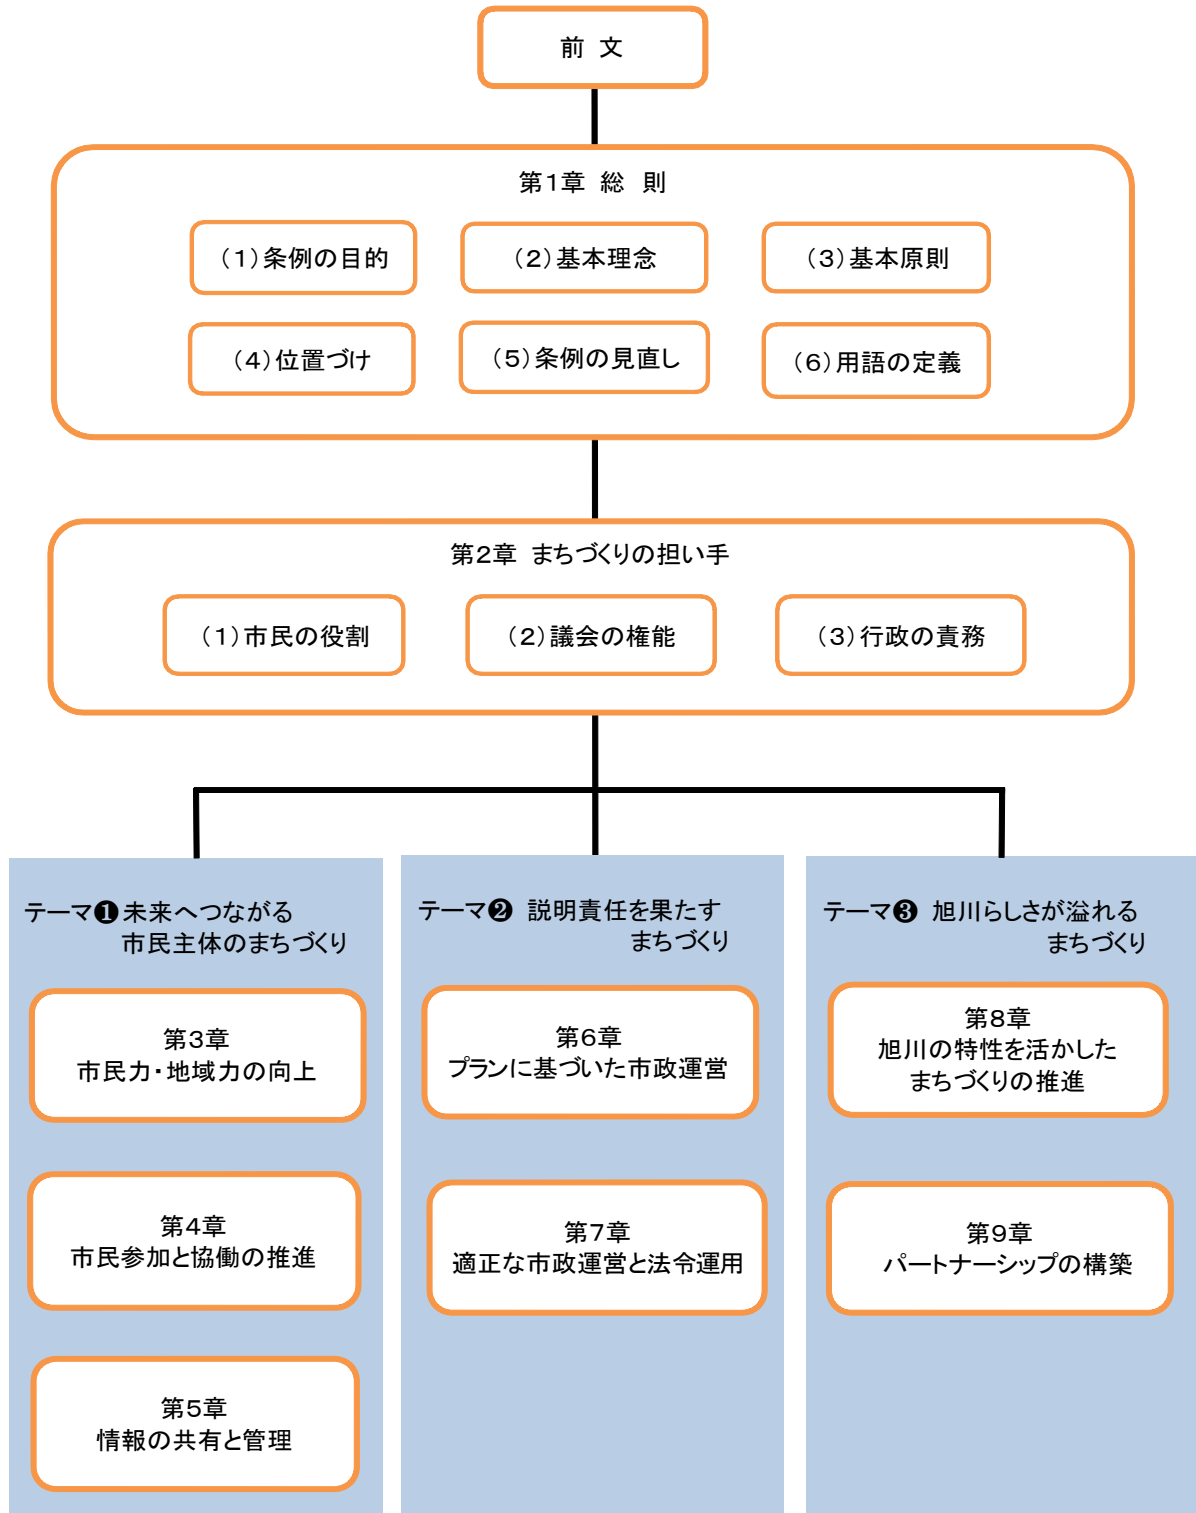 前 文
第1章 総 則
(1)条例の目的
(2)基本理念
(3)基本原則
(4)位置づけ
(5)条例の見直し
(6)用語の定義
第2章 まちづくりの担い手
(1)市民の役割
(2)議会の権能
(3)行政の責務
テーマ❶未来へつながる
市民主体のまちづくり
第3章
市民力・地域力の向上
第4章
市民参加と協働の推進
第5章
情報の共有と管理
テーマ❷ 説明責任を果たす
まちづくり
第6章
プランに基づいた市政運営
第7章
適正な市政運営と法令運用
テーマ❸ 旭川らしさが溢れる
まちづくり
第8章
旭川の特性を活かした
まちづくりの推進
第9章
パートナーシップの構築